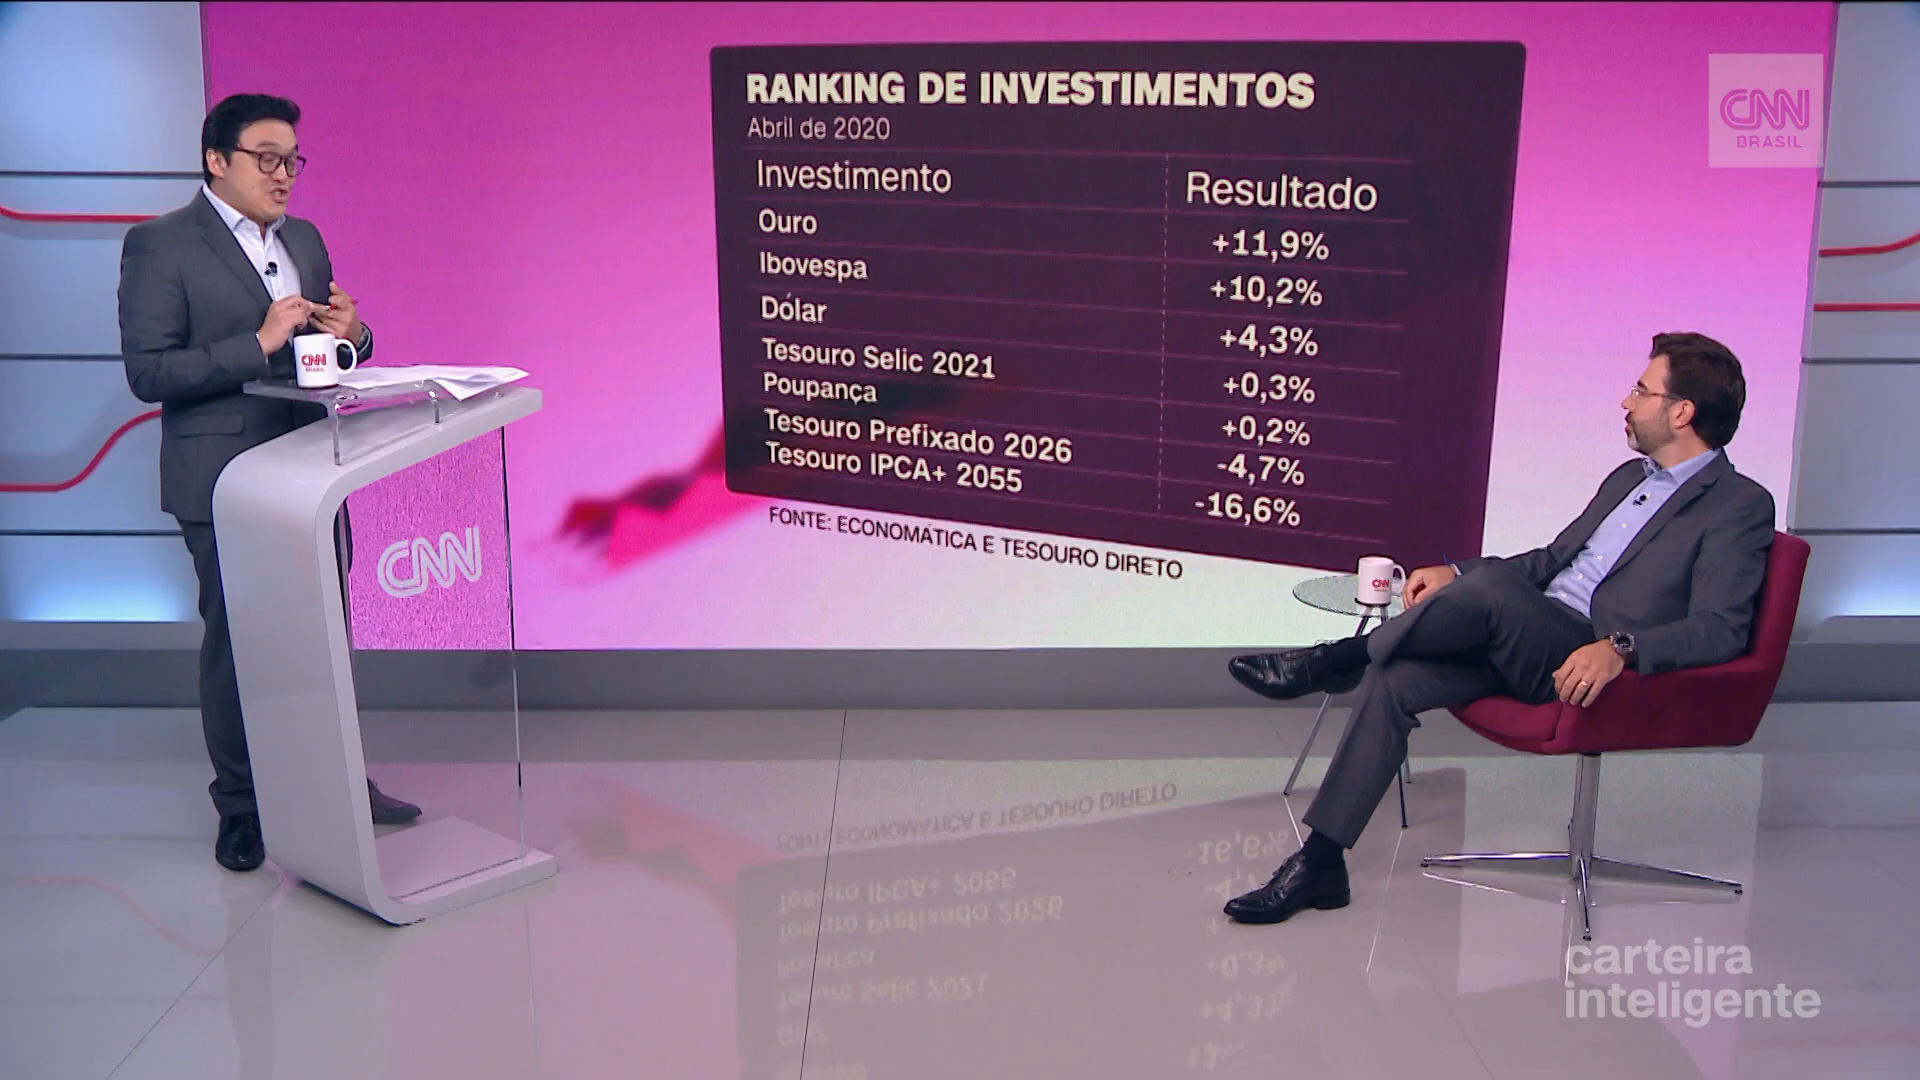 RANKING DE INVESTIMENTOS
Abril de 2020
Investimento Resultado
Ouro +11,9%
Ibovespa +10,2%
Dólar +4,3%
Tesouro Selic 2021 +0,3%
Poupança +0,2%
Tesouro Prefixado 2026 -4,7%
Tesouro IPCA+ 2055 -16,6%
FONTE: ECONOMÁTICA E TESOURO DIRETO
CNN
BRASIL
CNN
BRASIL
CNN
CNN
carteira
inteligente